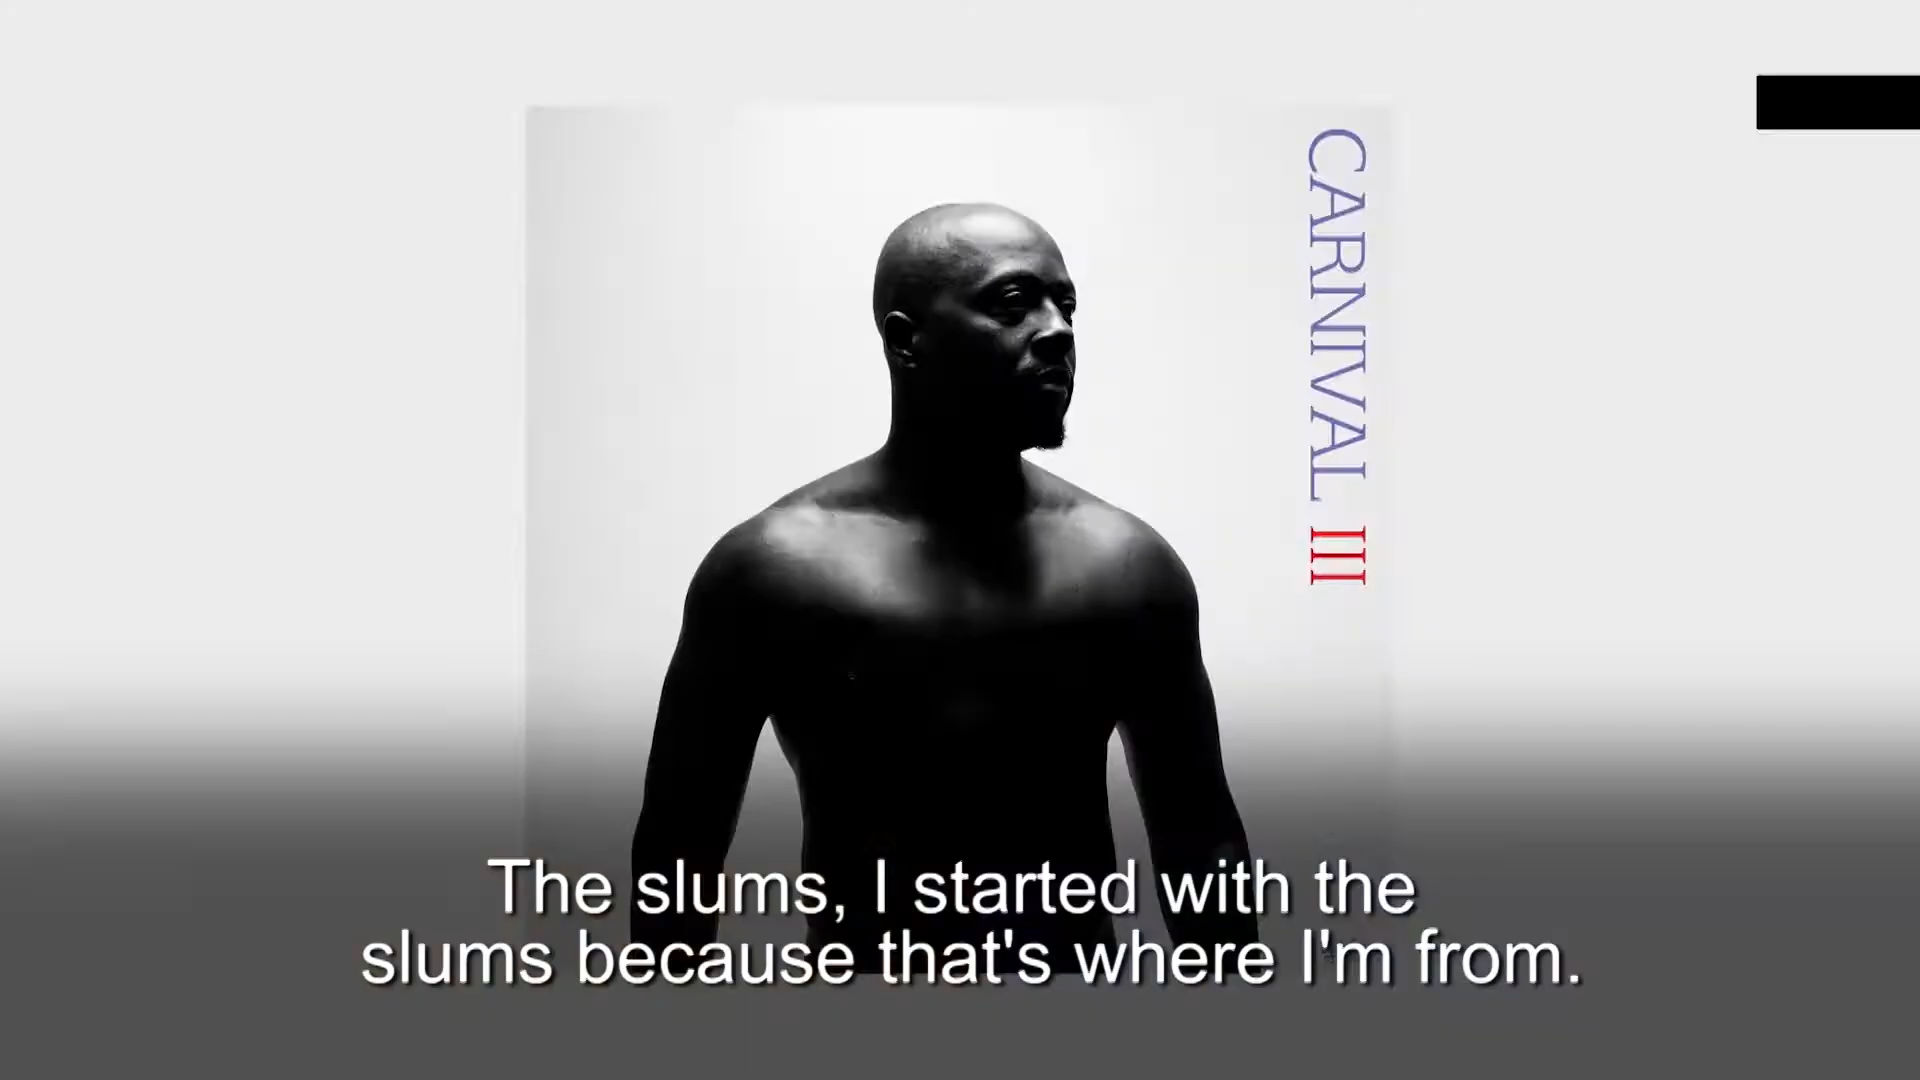 CARNIVAL III
The slums, I started with the
slums because that's where I'm from.